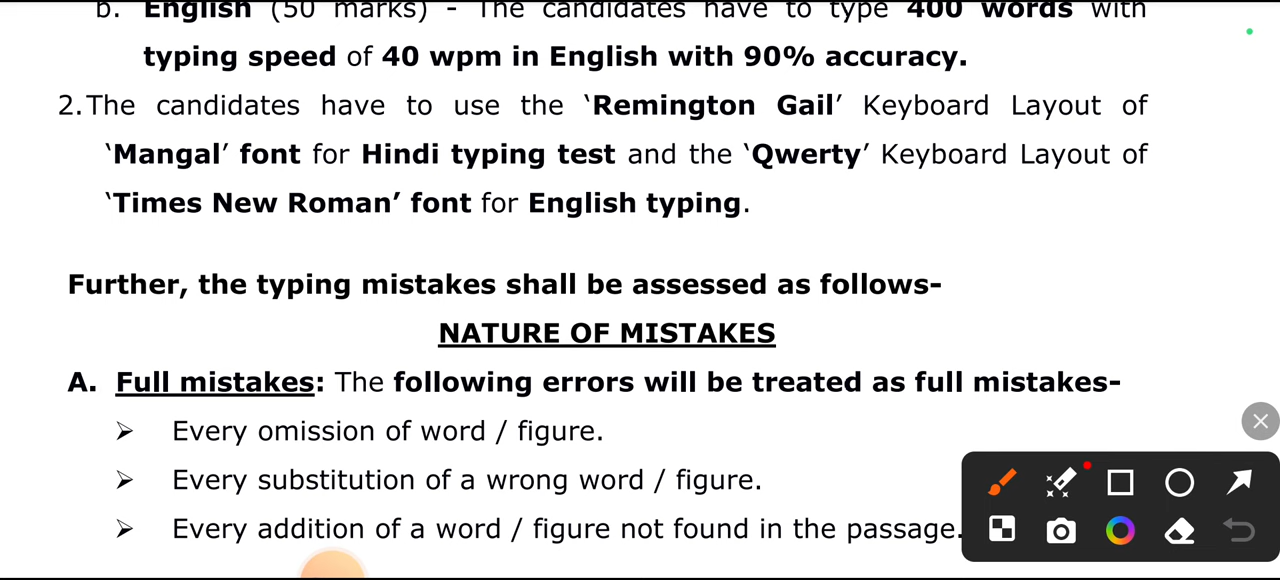 b. English (50 marks) - The candidates have to type 400 words with
typing speed of 40 wpm in English with 90% accuracy.
2.The candidates have to use the ‘Remington Gail’ Keyboard Layout of
‘Mangal’ font for Hindi typing test and the ‘Qwerty’ Keyboard Layout of
‘Times New Roman’ font for English typing.
Further, the typing mistakes shall be assessed as follows-
NATURE OF MISTAKES
A. Full mistakes: The following errors will be treated as full mistakes-
➢ Every omission of word / figure.
➢ Every substitution of a wrong word / figure.
➢ Every addition of a word / figure not found in the passage.